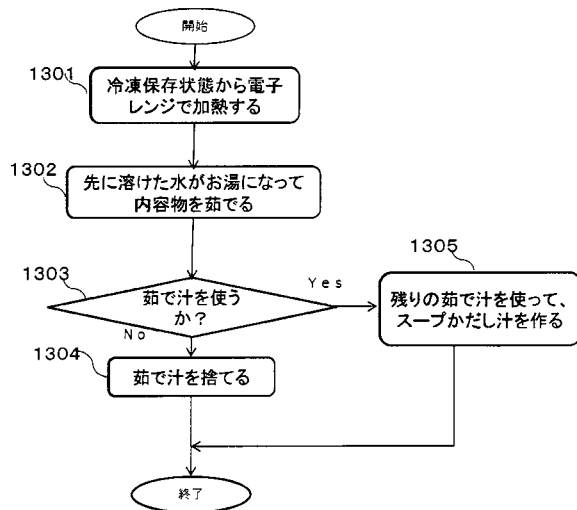 開始
1301
冷凍保存状態から電子
レンジで加熱する
1302
先に溶けた水がお湯になって
内容物を茹でる
1303
茹で汁を使う
か？
Yes
No
1305
残りの茹で汁を使って、
スープかだし汁を作る
1304
茹で汁を捨てる
終了